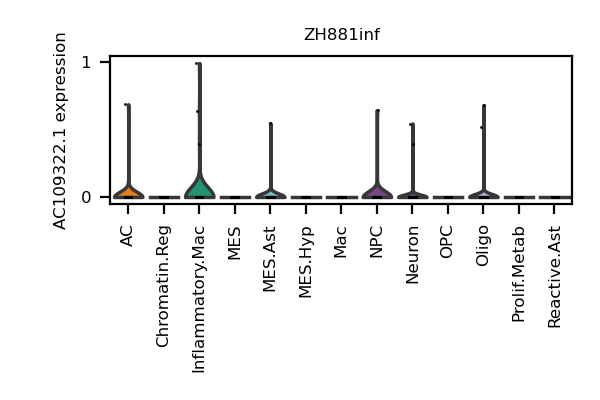 ZH881inf
AC109322.1 expression
1
0
AC
Chromatin.Reg
Inflammatory.Mac
MES
MES.Ast
MES.Hyp
Mac
NPC
Neuron
OPC
Oligo
Prolif.Metab
Reactive.Ast